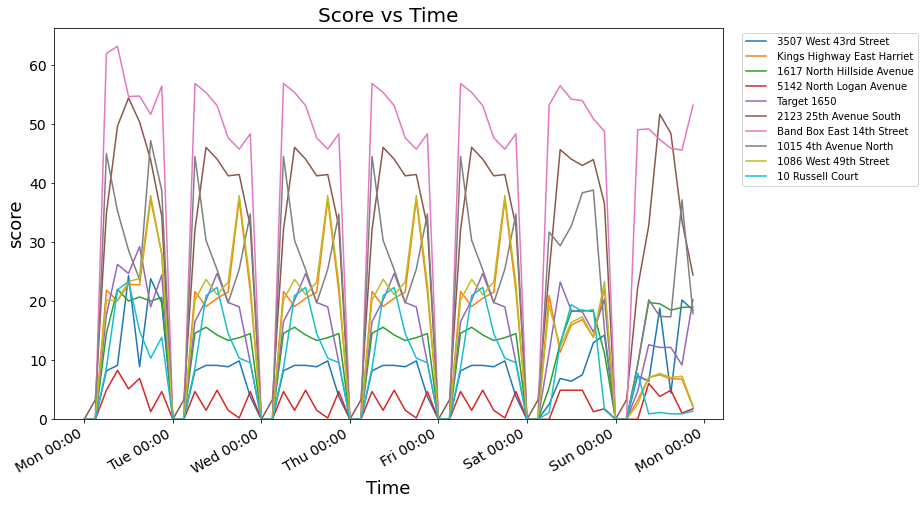 Score vs Time
score
60
50
40
30
20
10
0
Mon 00:00
Tue 00:00
Wed 00:00
Thu 00:00
Fri 00:00
Sat 00:00
Sun 00:00
Mon 00:00
Time
3507 West 43rd Street
Kings Highway East Harriet
1617 North Hillside Avenue
5142 North Logan Avenue
Target 1650
2123 25th Avenue South
Band Box East 14th Street
1015 4th Avenue North
1086 West 49th Street
10 Russell Court